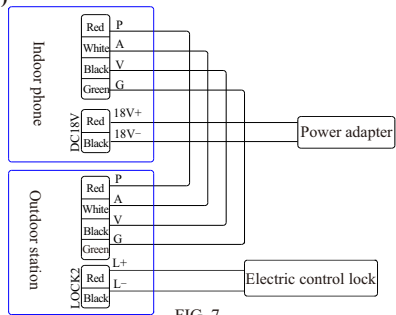 )
Indoor phone
Red P
White A
Black V
Green G
DC18V
Red 18V+
Black 18V−
Power adapter
Outdoor station
Red P
White A
Black V
Green G
LOCK2
Red L+
Black L−
Electric control lock
FIG. 7